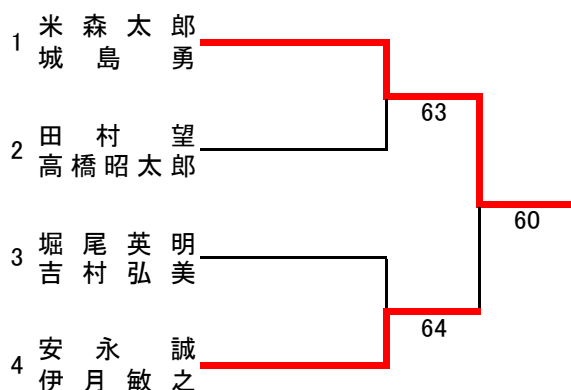 1 米森太郎
城島勇
63
2 田村望
高橋昭太郎
60
3 堀尾英明
吉村弘美
64
4 安永誠
伊月敏之